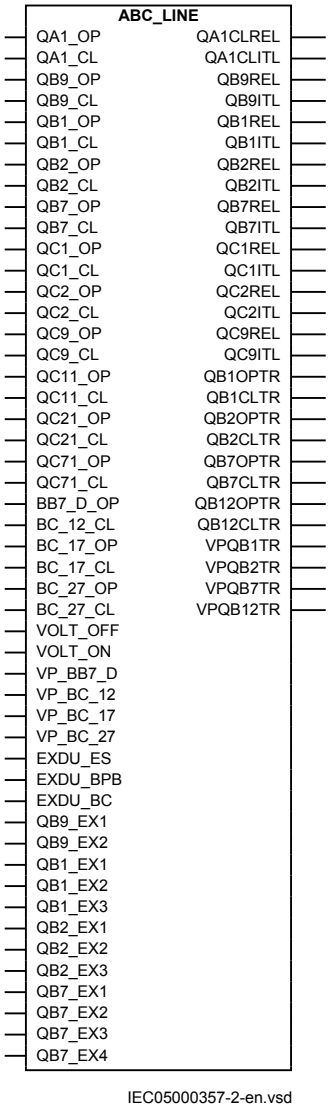 ABC_LINE
QA1_OP QA1CLREL
QA1_CL QA1CLITL
QB9_OP QB9REL
QB9_CL QB9ITL
QB1_OP QB1REL
QB1_CL QB1ITL
QB2_OP QB2REL
QB2_CL QB2ITL
QB7_OP QB7REL
QB7_CL QB7ITL
QC1_OP QC1REL
QC1_CL QC1ITL
QC2_OP QC2REL
QC2_CL QC2ITL
QC9_OP QC9REL
QC9_CL QC9ITL
QC11_OP QB1OPTR
QC11_CL QB1CLTR
QC21_OP QB2OPTR
QC21_CL QB2CLTR
QC71_OP QB7OPTR
QC71_CL QB7CLTR
BB7_D_OP QB12OPTR
BC_12_CL QB12CLTR
BC_17_OP VPQB1TR
BC_17_CL VPQB2TR
BC_27_OP VPQB7TR
BC_27_CL VPQB12TR
VOLT_OFF
VOLT_ON
VP_BB7_D
VP_BC_12
VP_BC_17
VP_BC_27
EXDU_ES
EXDU_BPB
EXDU_BC
QB9_EX1
QB9_EX2
QB1_EX1
QB1_EX2
QB1_EX3
QB2_EX1
QB2_EX2
QB2_EX3
QB7_EX1
QB7_EX2
QB7_EX3
QB7_EX4
IEC05000357-2-en.vsd